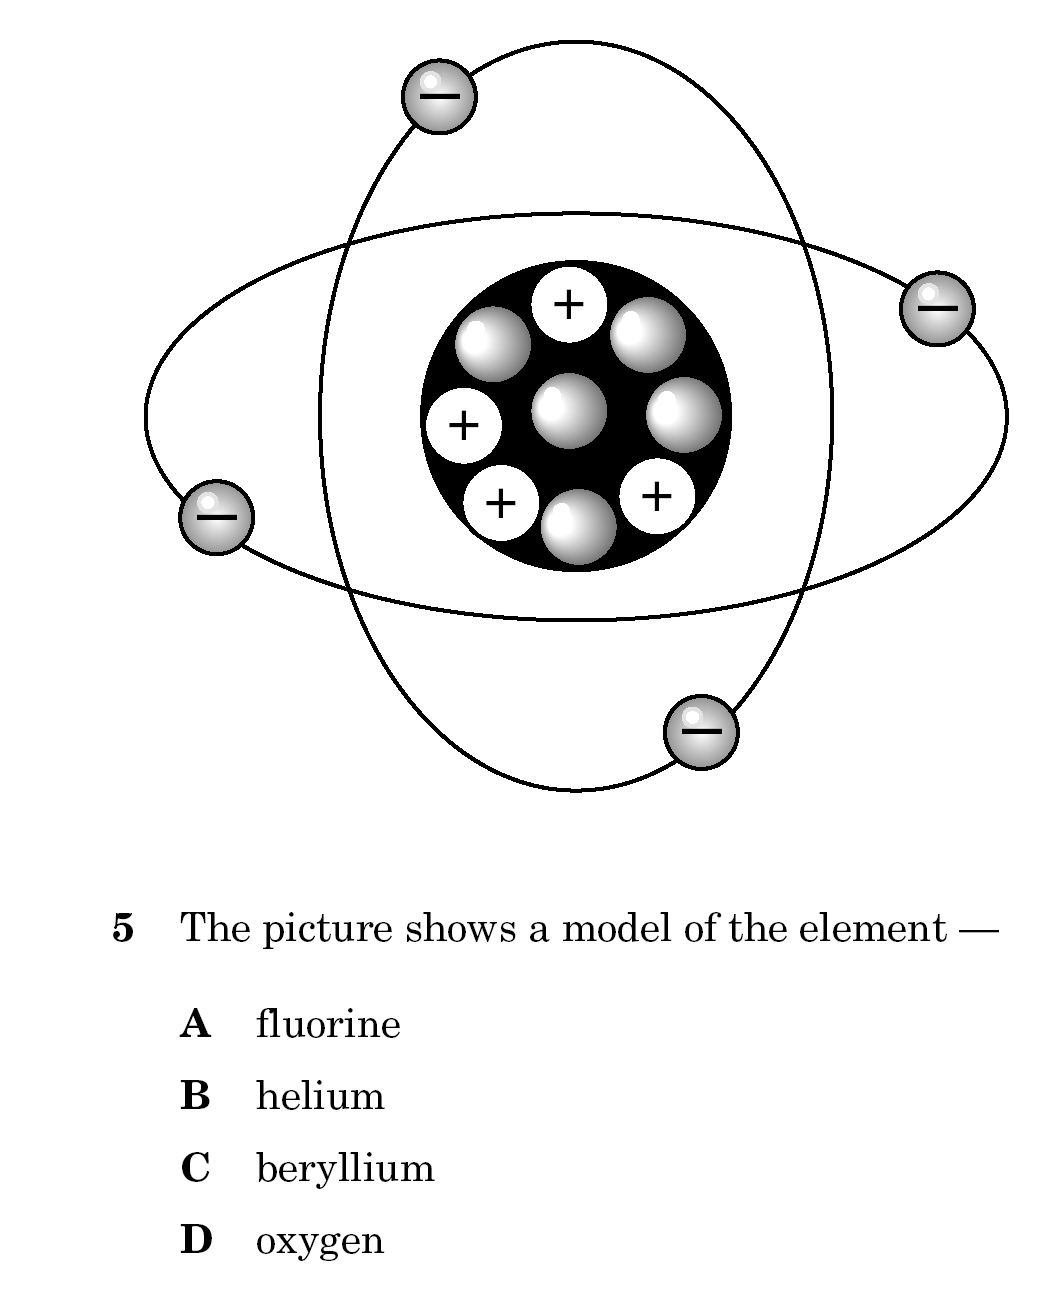 −
+
−
+
+
+
−
−
5 The picture shows a model of the element —
A fluorine
B helium
C beryllium
D oxygen